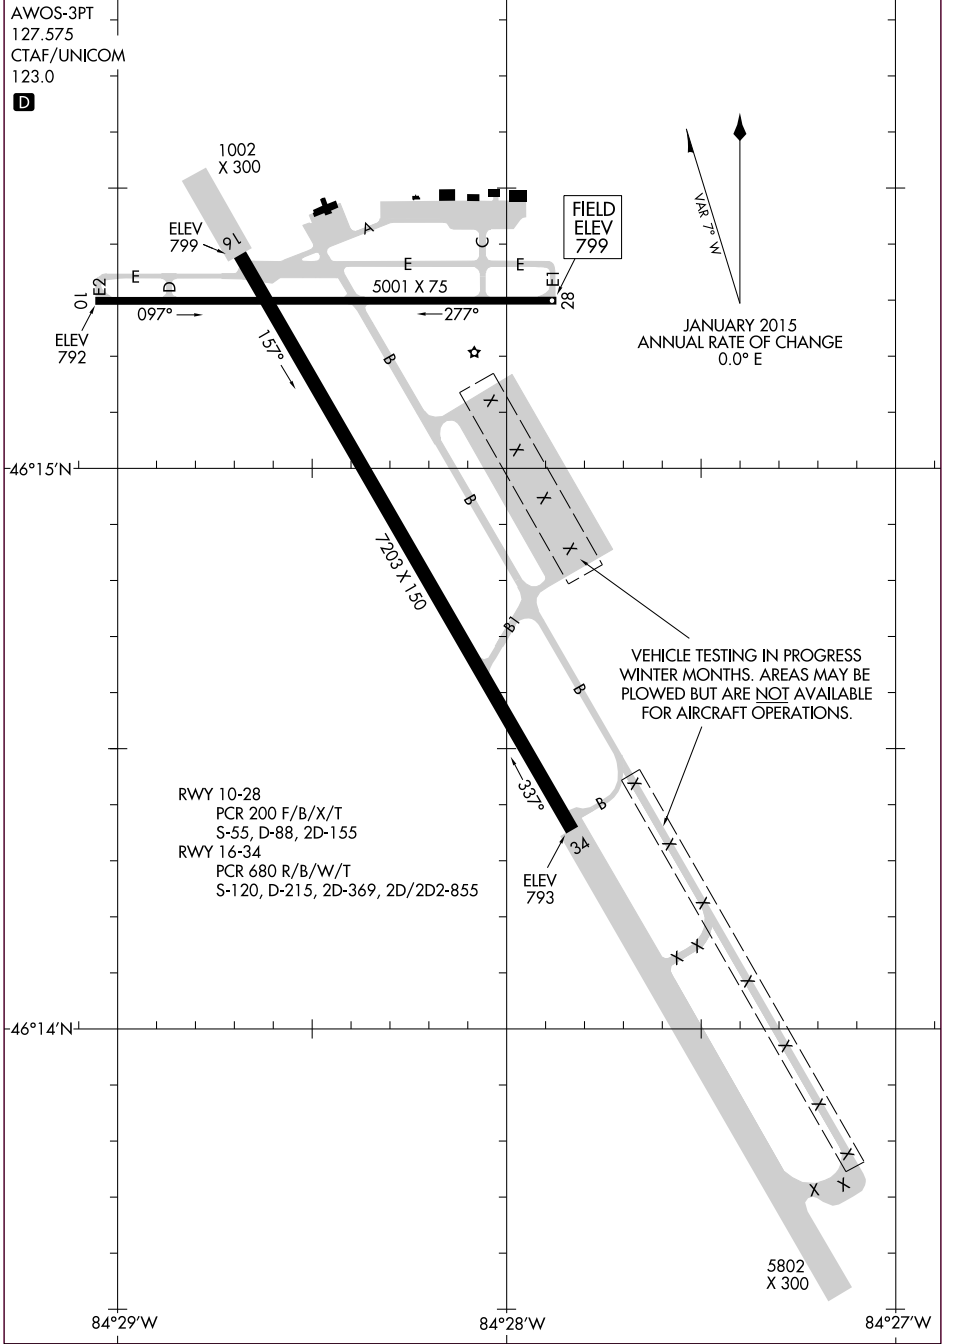 AWOS-3PT
127.575
CTAF/UNICOM
123.0
D
1002
X 300
ELEV
799
16
A
C
FIELD
ELEV
799
E
E
E
E2
D
E1
5001 X 75
10
28
097°
277°
ELEV
792
157°
B
VAR 7° W
JANUARY 2015
ANNUAL RATE OF CHANGE
0.0° E
X
X
X
X
46°15'N
B
7203 X 150
B1
B
VEHICLE TESTING IN PROGRESS
WINTER MONTHS. AREAS MAY BE
PLOWED BUT ARE NOT AVAILABLE
FOR AIRCRAFT OPERATIONS.
337°
B
RWY 10-28
PCR 200 F/B/X/T
S-55, D-88, 2D-155
RWY 16-34
PCR 680 R/B/W/T
S-120, D-215, 2D-369, 2D/2D2-855
34
ELEV
793
X
X
X
X
X
X
X
X
X
X
X
46°14'N
5802
X 300
84°29'W
84°28'W
84°27'W